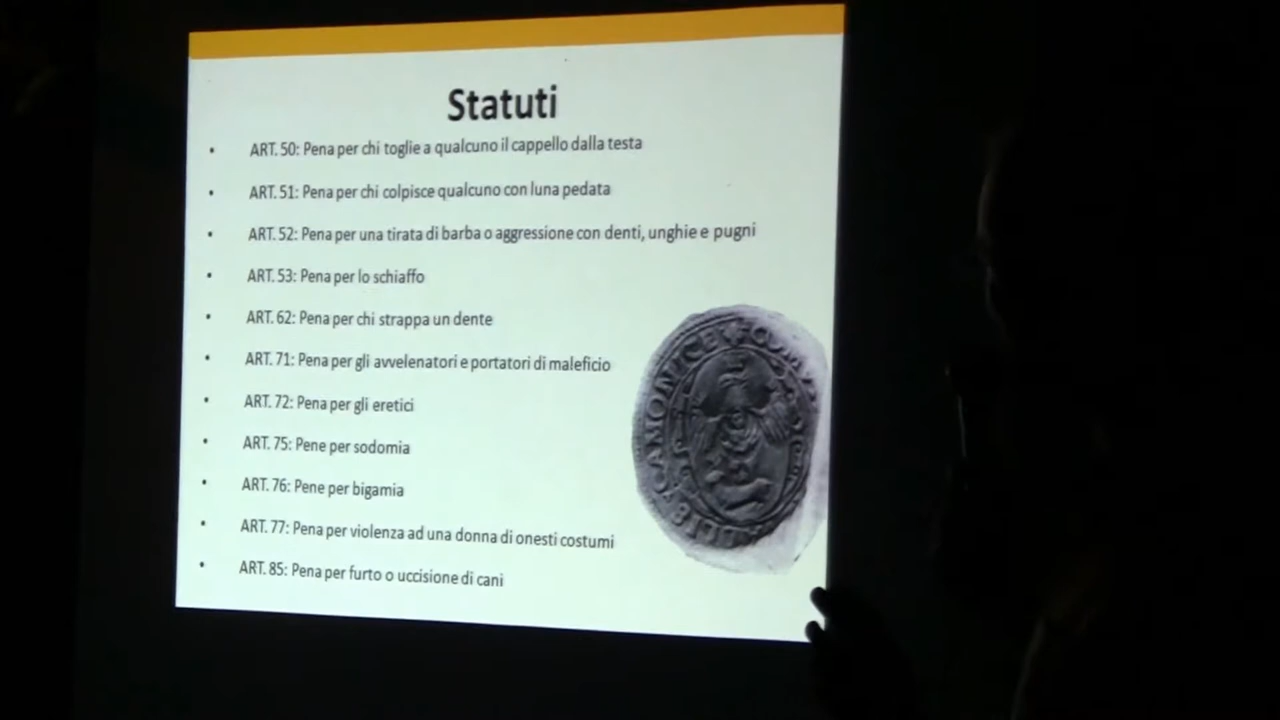 Statuti
• ART. 50: Pena per chi toglie a qualcuno il cappello dalla testa
• ART. 51: Pena per chi colpisce qualcuno con luna pedata
• ART. 52: Pena per una tirata di barba o aggressione con denti, unghie e pugni
• ART. 53: Pena per lo schiaffo
• ART. 62: Pena per chi strappa un dente
• ART. 71: Pena per gli avvelenatori e portatori di maleficio
• ART. 72: Pena per gli eretici
• ART. 75: Pene per sodomia
• ART. 76: Pene per bigamia
• ART. 77: Pena per violenza ad una donna di onesti costumi
• ART. 85: Pena per furto o uccisione di cani
CAMONICE